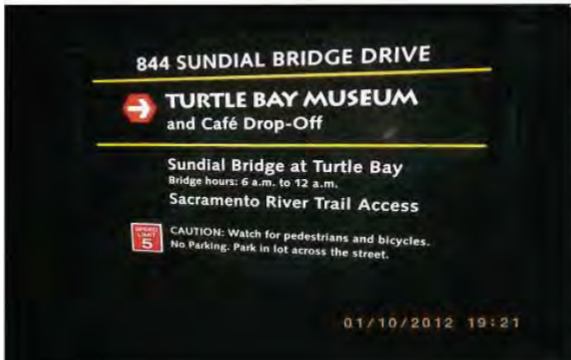 844 SUNDIAL BRIDGE DRIVE
TURTLE BAY MUSEUM
and Café Drop-Off
Sundial Bridge at Turtle Bay
Bridge hours: 6 a.m. to 12 a.m.
Sacramento River Trail Access
SPEED
LIMIT
5
CAUTION: Watch for pedestrians and bicycles.
No Parking. Park in lot across the street.
01/10/2012 19:21